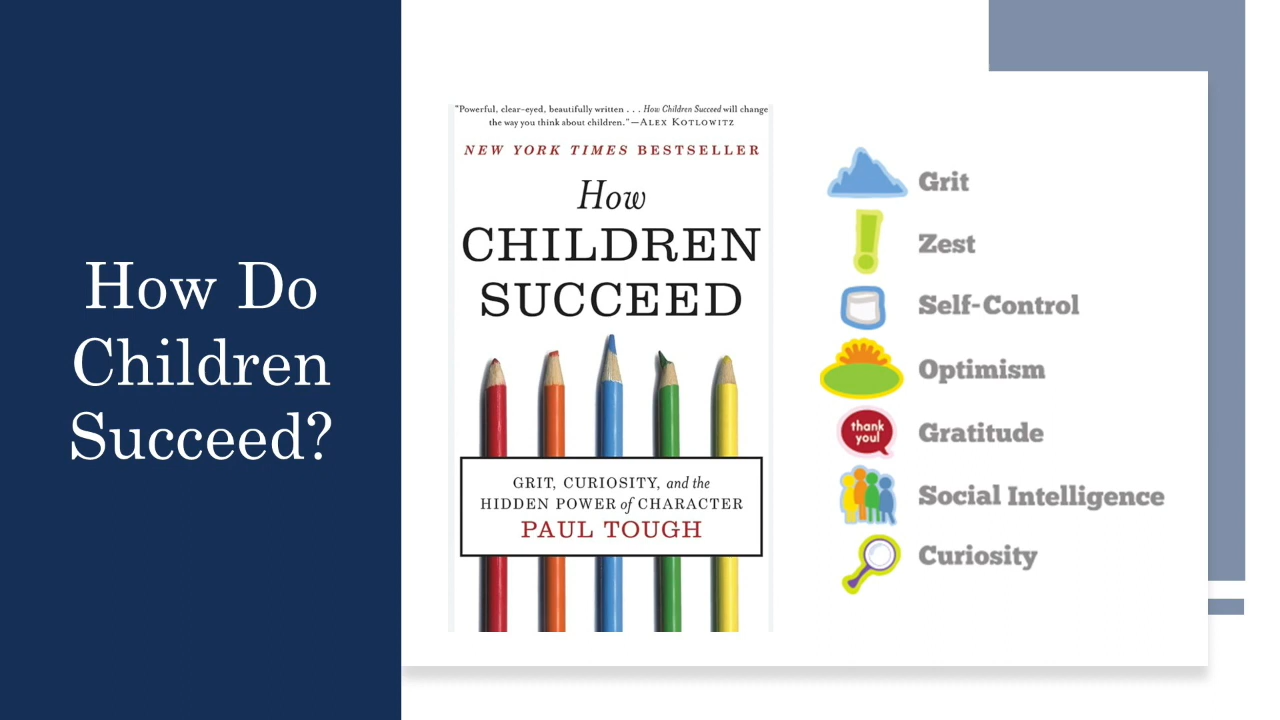 How Do
Children
Succeed?
"Powerful, clear-eyed, beautifully written . . . How Children Succeed will change
the way you think about children."—ALEX KOTLOWITZ
NEW YORK TIMES BESTSELLER
How
CHILDREN
SUCCEED
GRIT, CURIOSITY, and the
HIDDEN POWER of CHARACTER
PAUL TOUGH
Grit
Zest
Self-Control
Optimism
thank
you!
Gratitude
Social Intelligence
Curiosity